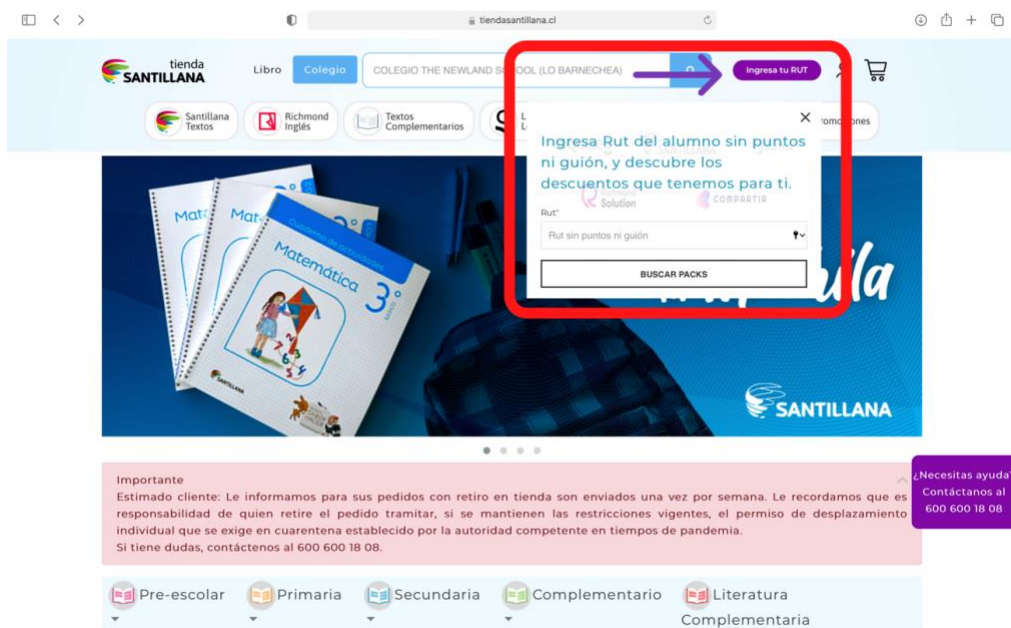 tiendasantillana.cl
tienda
SANTILLANA
Libro
Colegio
COLEGIO THE NEWLAND SCHOOL (LO BARNECHEA)
Ingresa tu RUT
Santillana
Textos
Richmond
Inglés
Textos
Complementarios
Ingresa Rut del alumno sin puntos
ni guión, y descubre los
descuentos que tenemos para ti.
Solution
COMPARTIR
Rut*
Rut sin puntos ni guión
BUSCAR PACKS
Matemática
3°
BÁSICO
Cuaderno de actividades
SANTILLANA
SANTILLANA
Importante
Estimado cliente: Le informamos para sus pedidos con retiro en tienda son enviados una vez por semana. Le recordamos que es
responsabilidad de quien retire el pedido tramitar, si se mantienen las restricciones vigentes, el permiso de desplazamiento
individual que se exige en cuarentena establecido por la autoridad competente en tiempos de pandemia.
Si tiene dudas, contáctenos al 600 600 18 08.
¿Necesitas ayuda?
Contáctanos al
600 600 18 08
Pre-escolar
Primaria
Secundaria
Complementario
Literatura
Complementaria